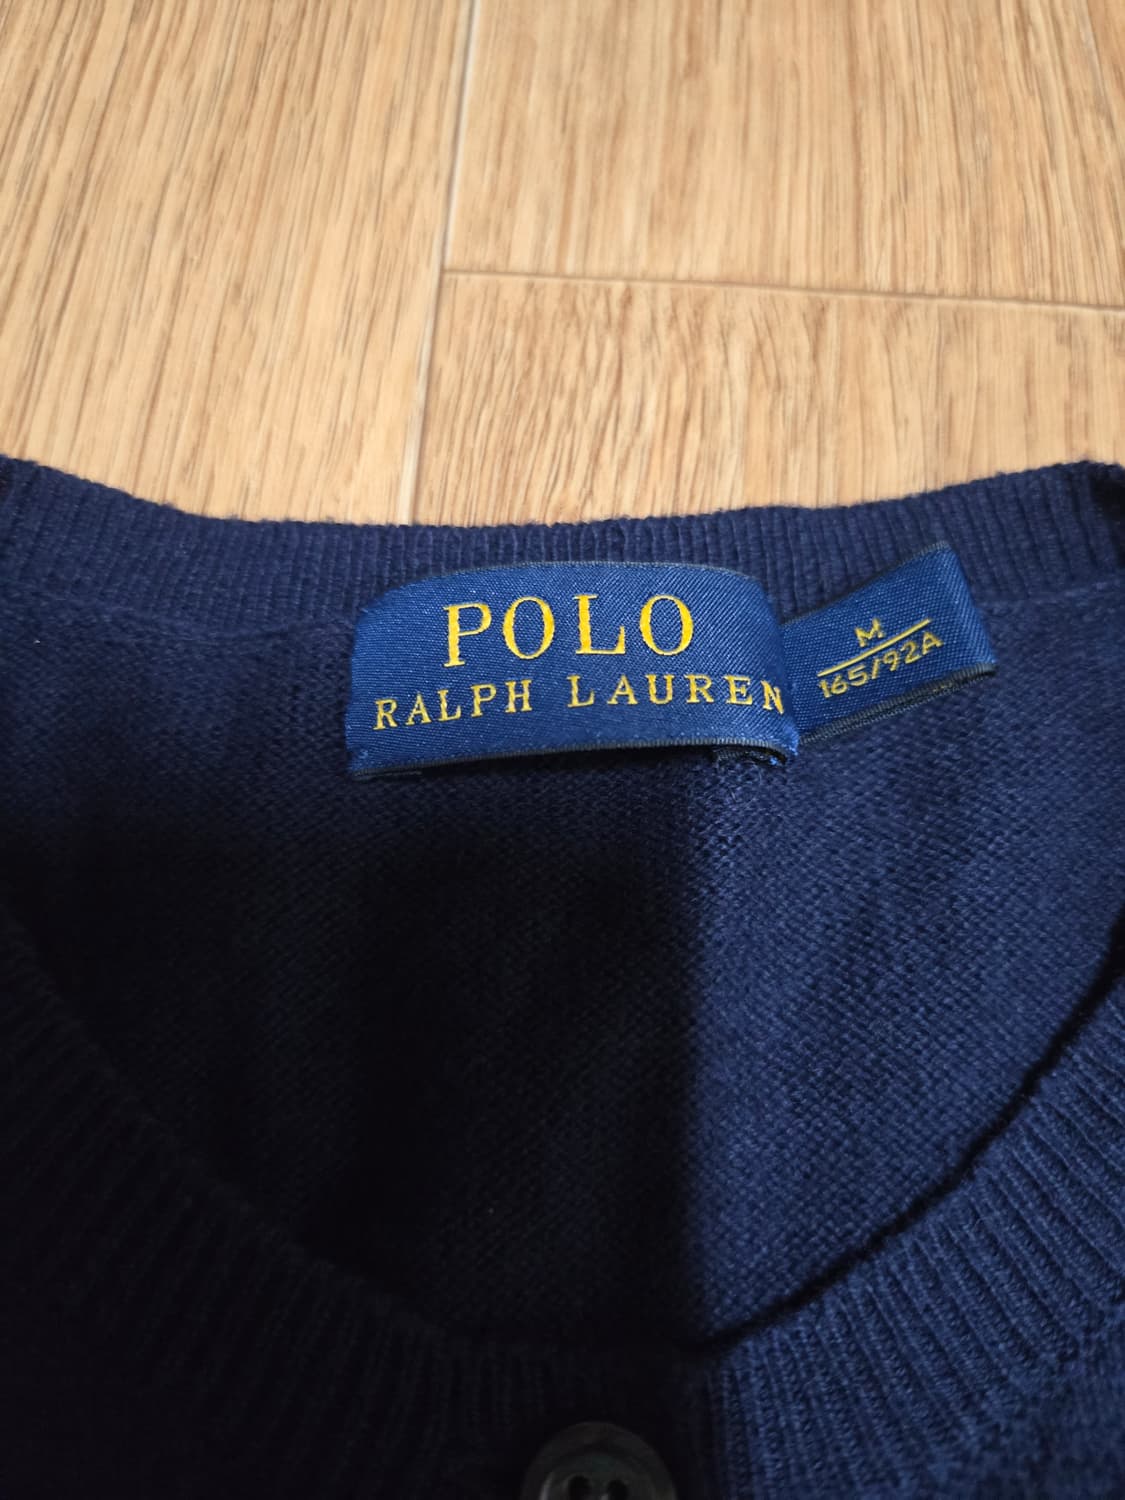 POLO
RALPH LAUREN
M
165/92A